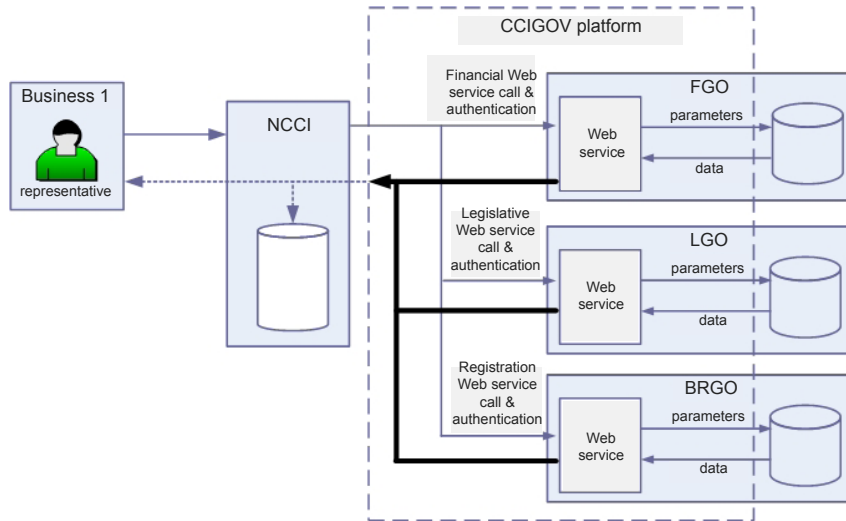 CCIGOV platform
Business 1
representative
NCCI
Financial Web
service call &
authentication
FGO
Web
service
parameters
data
Legislative
Web service
call &
authentication
LGO
Web
service
parameters
data
Registration
Web service
call &
authentication
BRGO
Web
service
parameters
data